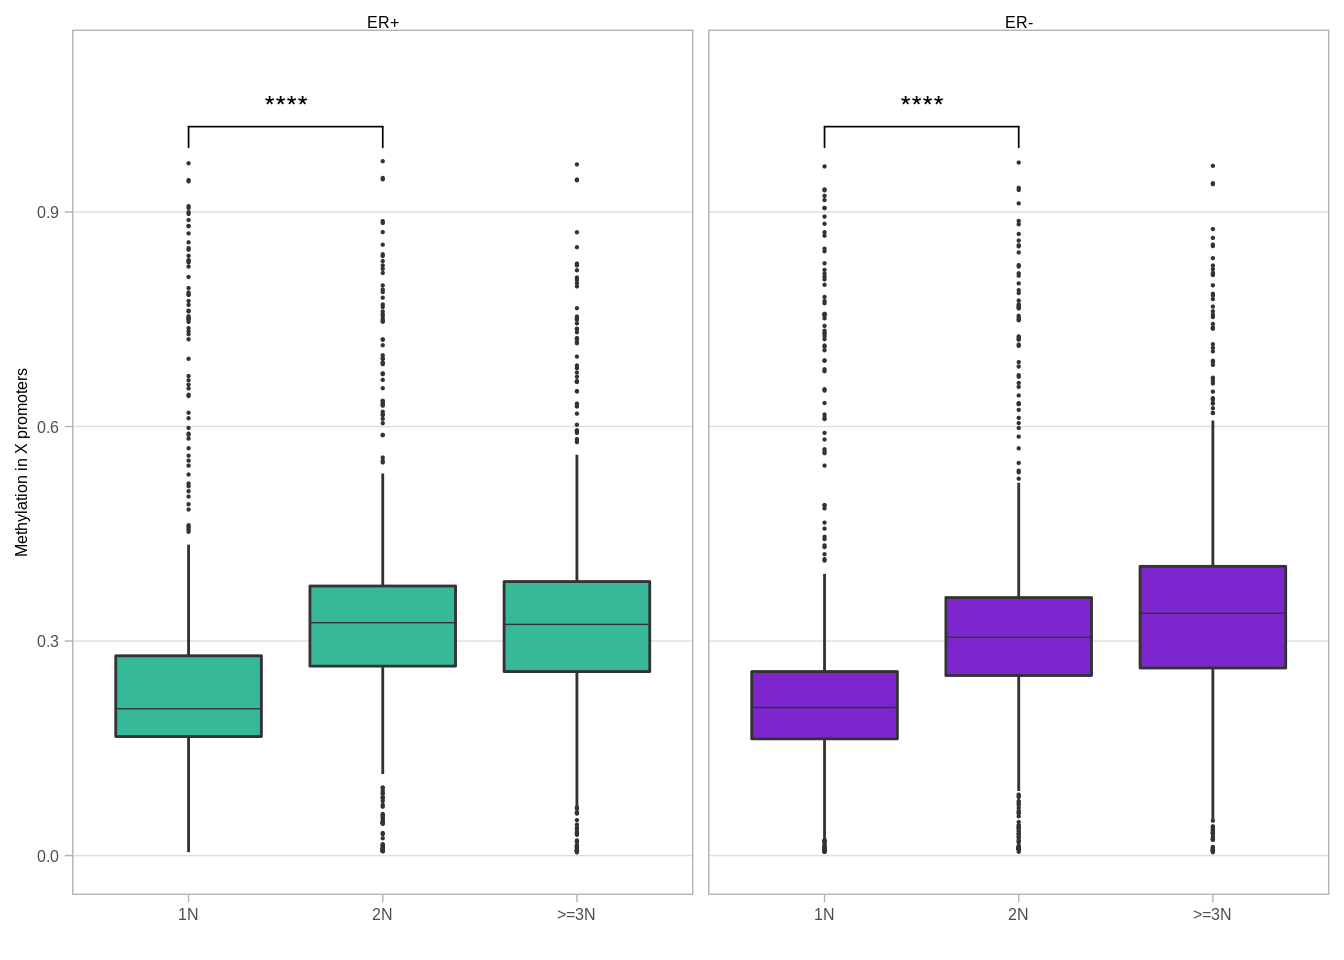 ER+
ER-
****
****
0.9
0.6
0.3
0.0
Methylation in X promoters
1N
2N
>=3N
1N
2N
>=3N